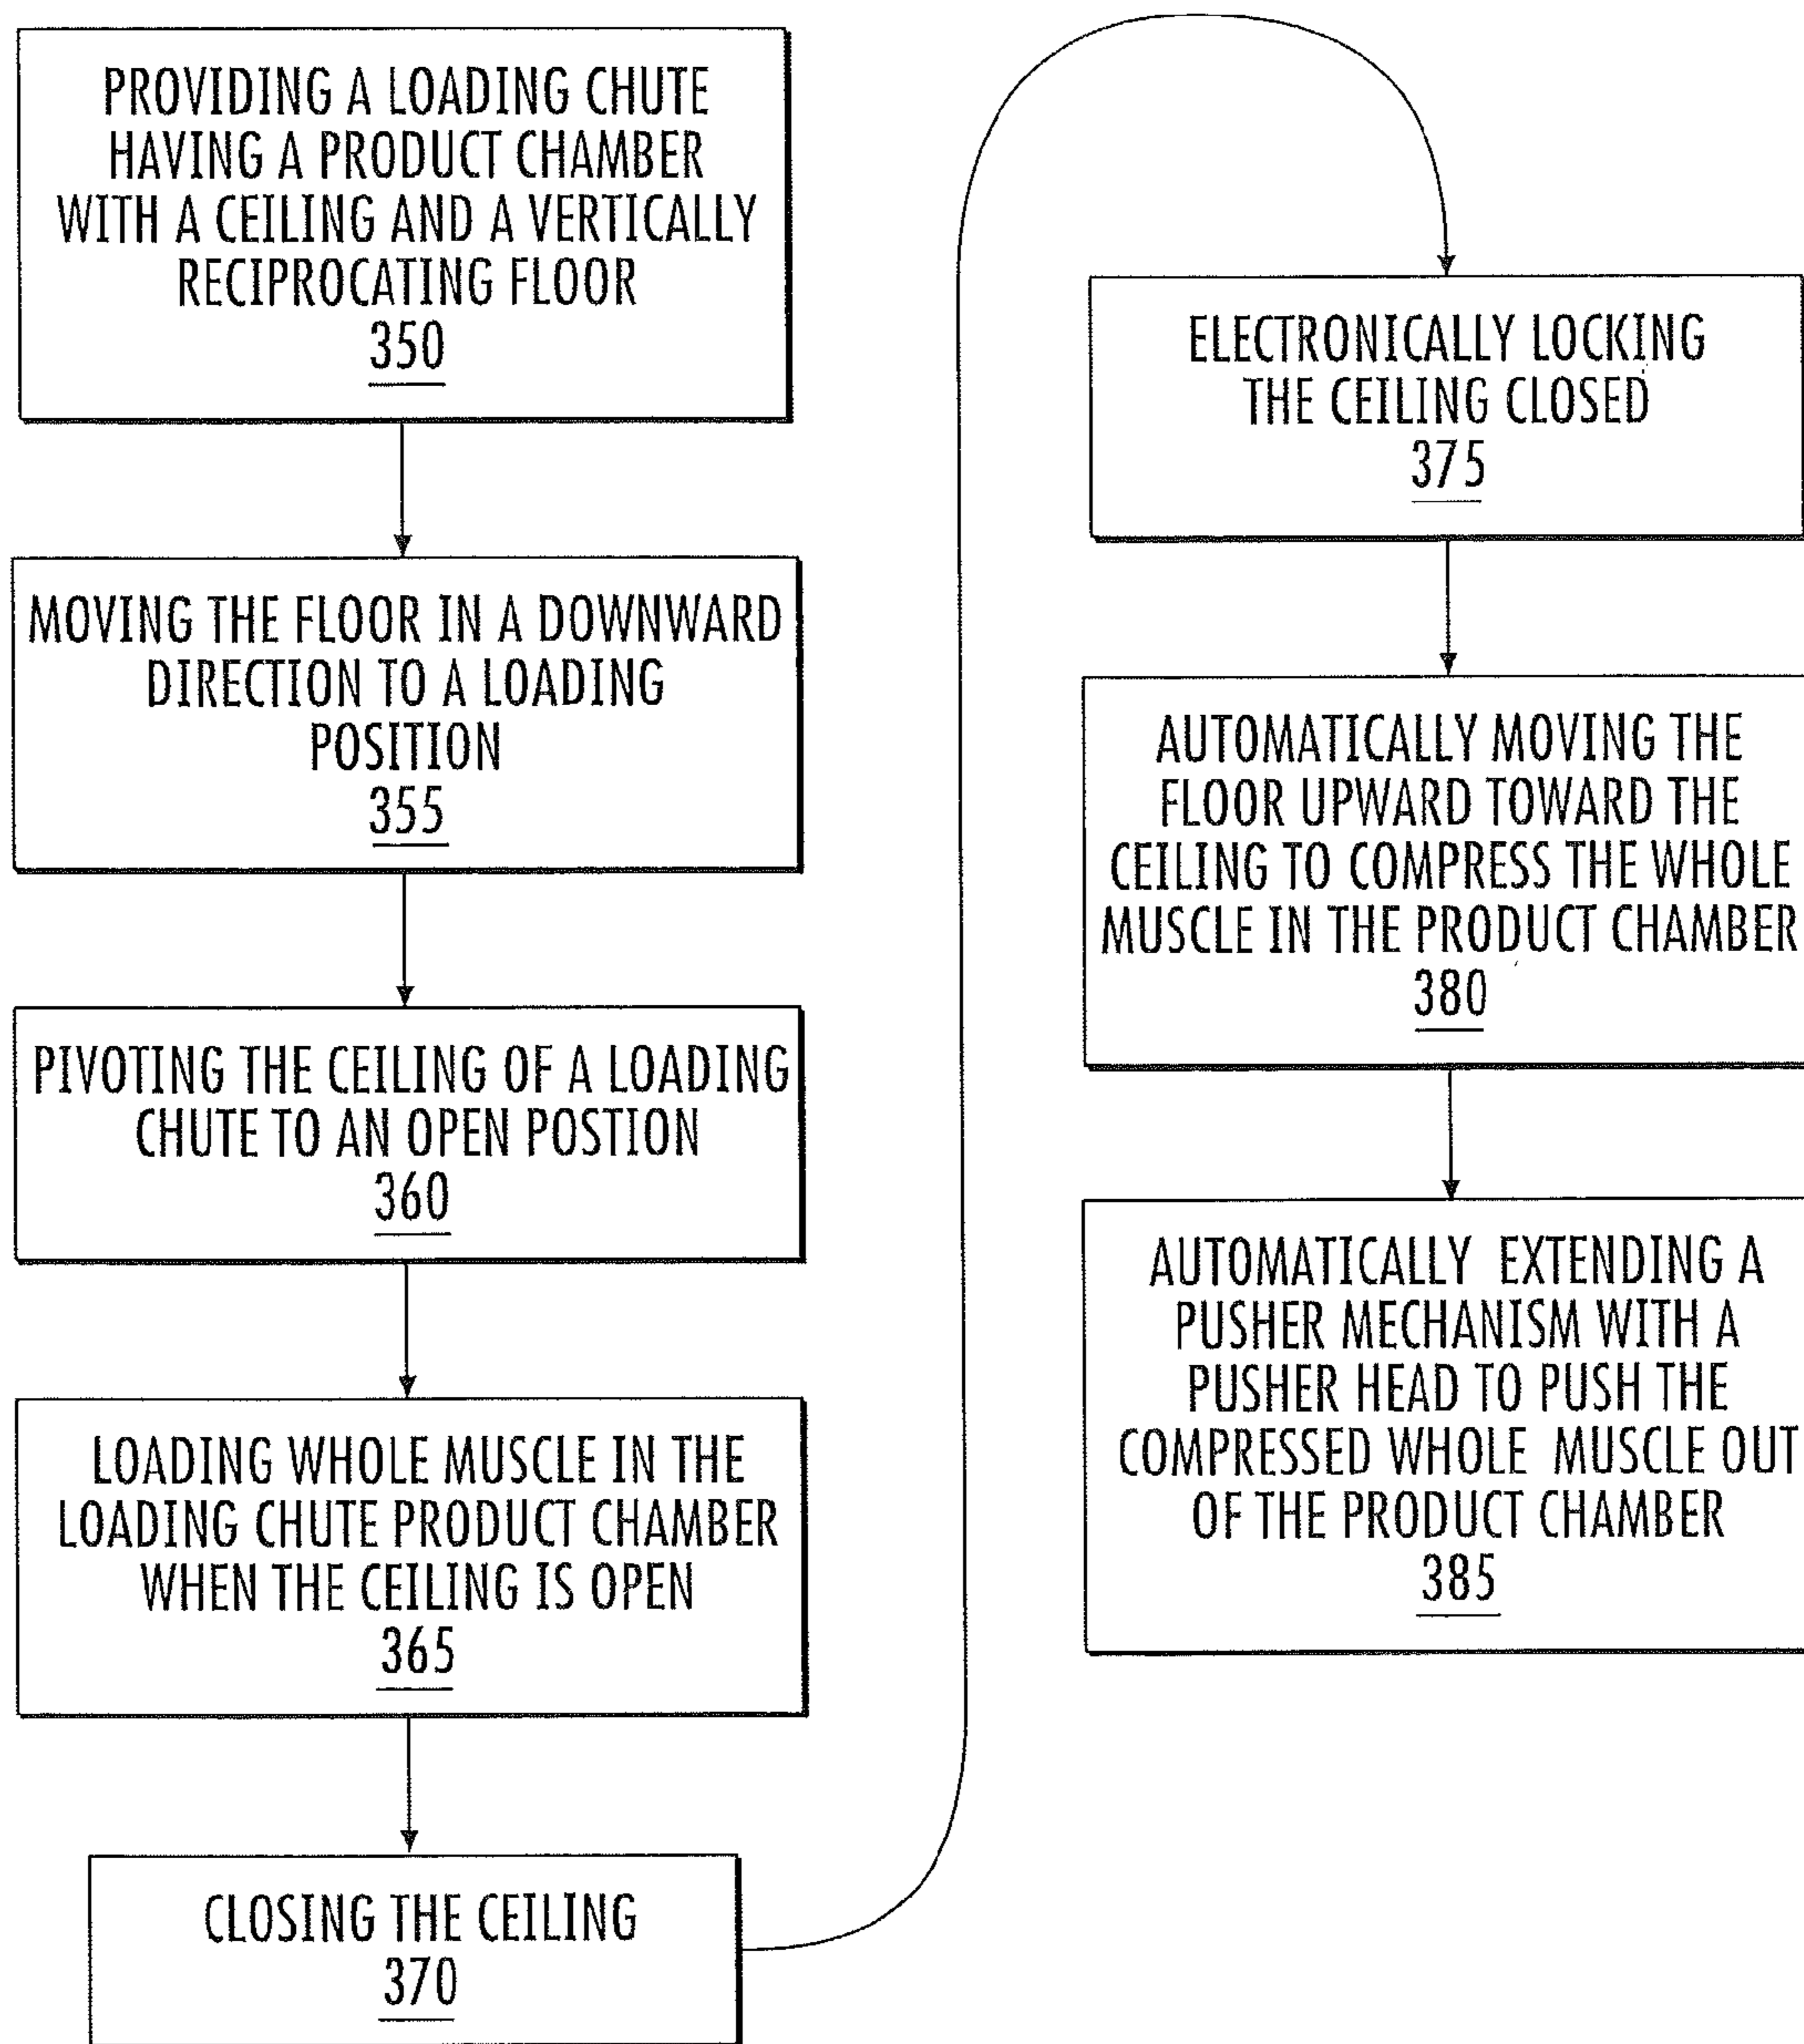 PROVIDING A LOADING CHUTE
HAVING A PRODUCT CHAMBER
WITH A CEILING AND A VERTICALLY
RECIPROCATING FLOOR
350
MOVING THE FLOOR IN A DOWNWARD
DIRECTION TO A LOADING
POSITION
355
PIVOTING THE CEILING OF A LOADING
CHUTE TO AN OPEN POSTION
360
LOADING WHOLE MUSCLE IN THE
LOADING CHUTE PRODUCT CHAMBER
WHEN THE CEILING IS OPEN
365
CLOSING THE CEILING
370
ELECTRONICALLY LOCKING
THE CEILING CLOSED
375
AUTOMATICALLY MOVING THE
FLOOR UPWARD TOWARD THE
CEILING TO COMPRESS THE WHOLE
MUSCLE IN THE PRODUCT CHAMBER
380
AUTOMATICALLY EXTENDING A
PUSHER MECHANISM WITH A
PUSHER HEAD TO PUSH THE
COMPRESSED WHOLE MUSCLE OUT
OF THE PRODUCT CHAMBER
385